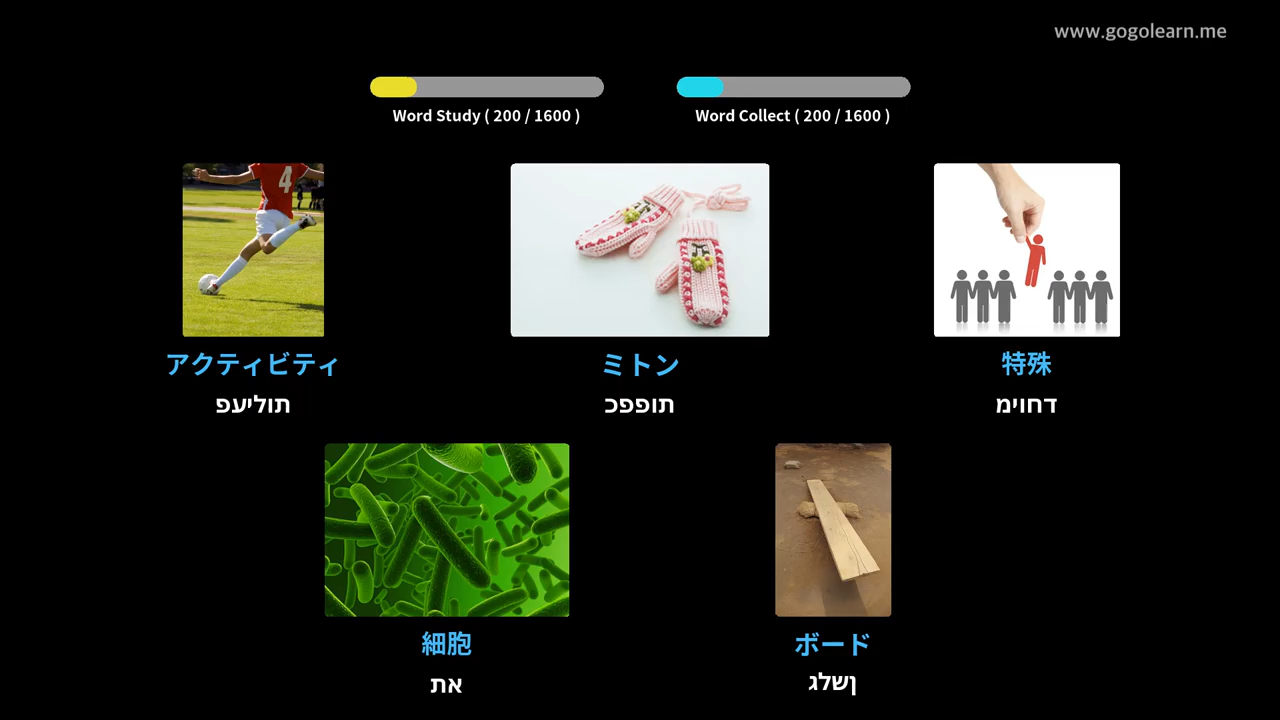 www.gogolearn.me
Word Study ( 200 / 1600 )
Word Collect ( 200 / 1600 )
アクティビティ
תוליעפ
ミトン
תופפכ
特殊
דחוימ
細胞
את
ボード
ןשלג